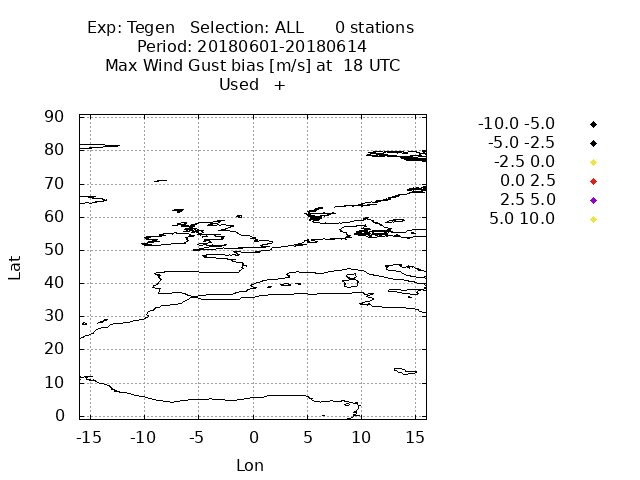 Exp: Tegen   Selection: ALL      0 stations
Period: 20180601-20180614
Max Wind Gust bias [m/s] at  18 UTC
Used   +
90
80
70
60
50
40
30
20
10
0
Lat
-15 -10 -5 0 5 10 15
Lon
-10.0 -5.0
-5.0 -2.5
-2.5 0.0
0.0 2.5
2.5 5.0
5.0 10.0